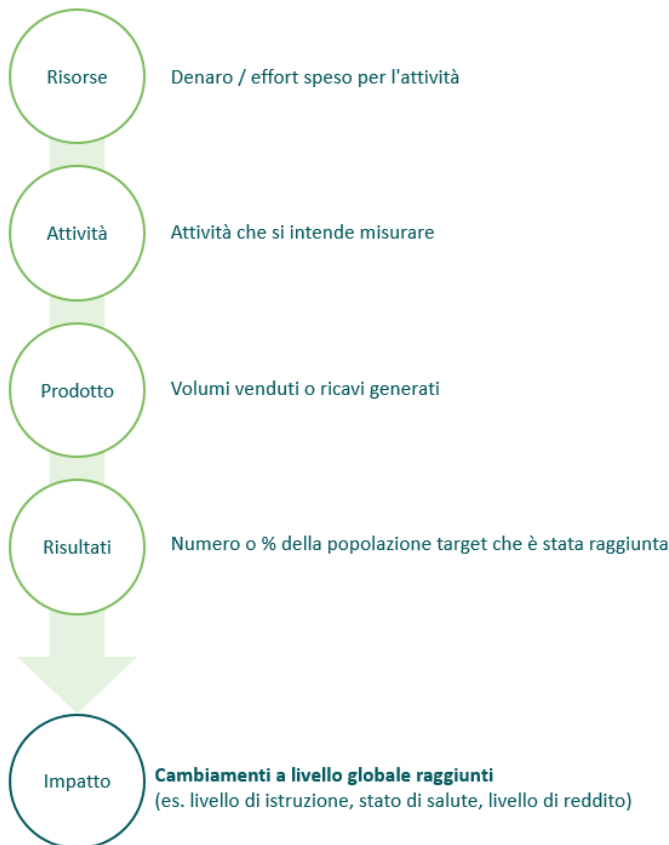 Risorse
Denaro / effort speso per l'attività
Attività
Attività che si intende misurare
Prodotto
Volumi venduti o ricavi generati
Risultati
Numero o % della popolazione target che è stata raggiunta
Impatto
Cambiamenti a livello globale raggiunti
(es. livello di istruzione, stato di salute, livello di reddito)